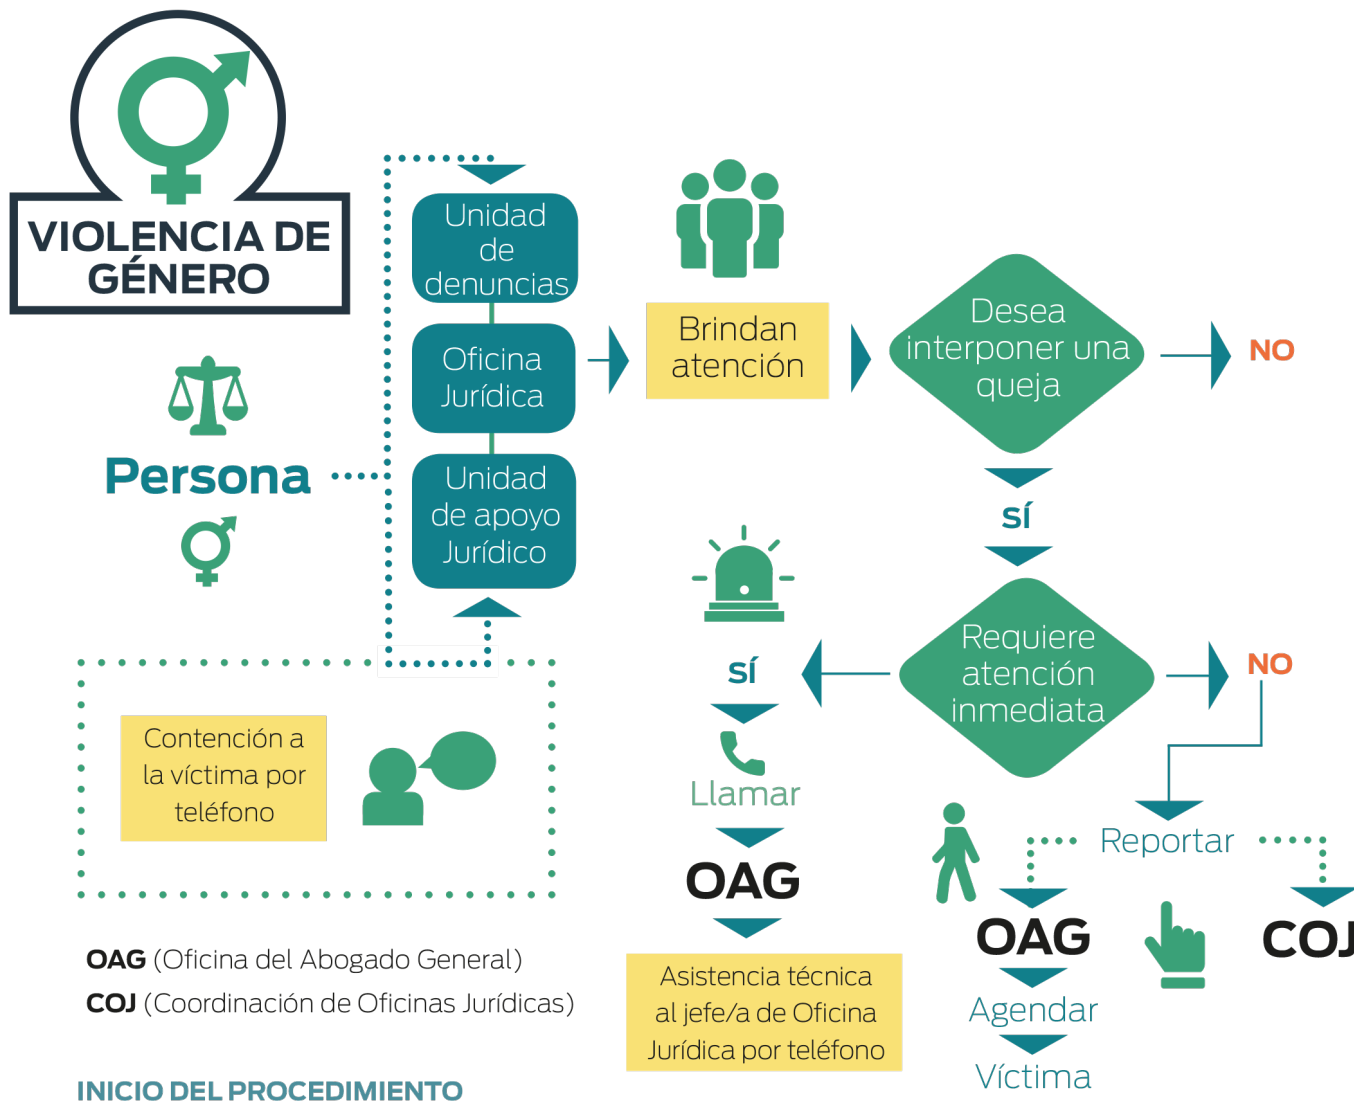 VIOLENCIA DE
GÉNERO
Persona
Unidad
de
denuncias
Oficina
Jurídica
Unidad
de apoyo
Jurídico
Brindan
atención
Desea
interponer una
queja
NO
SÍ
Requiere
atención
inmediata
NO
SÍ
Llamar
OAG
Asistencia técnica
al jefe/a de Oficina
Jurídica por teléfono
Reportar
OAG
COJ
Agendar
Víctima
Contención a
la víctima por
teléfono
OAG (Oficina del Abogado General)
COJ (Coordinación de Oficinas Jurídicas)
INICIO DEL PROCEDIMIENTO